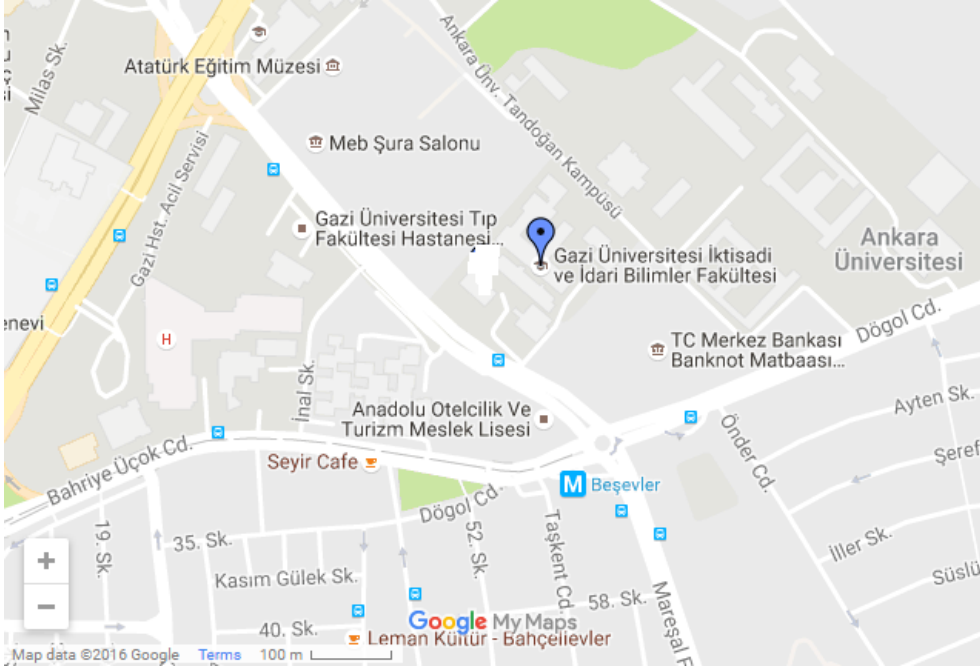 Milas Sk.
Atatürk Eğitim Müzesi
Ankara Ünv. Tandoğan Kampüsü
Meb Şura Salonu
Gazi Hst. Acil Servisi
Gazi Üniversitesi Tıp
Fakültesi Hastanesi...
Gazi Üniversitesi İktisadi
ve İdari Bilimler Fakültesi
Ankara
Üniversitesi
enevi
H
Dögol Cd.
TC Merkez Bankası
Banknot Matbaası...
İnal Sk.
Anadolu Otelcilik Ve
Turizm Meslek Lisesi
Ayten Sk.
Önder Cd.
Seyir Cafe
Bahriye Üçok Cd.
Şeref
M Beşevler
Dögol Cd.
19. Sk.
35. Sk.
52. Sk.
Taşkent Cd.
İller Sk.
Süslü
Kasım Gülek Sk.
58. Sk.
Mareşal F
40. Sk.
Google My Maps
Leman Kültür - Bahçelievler
+
−
Map data ©2016 Google Terms 100 m